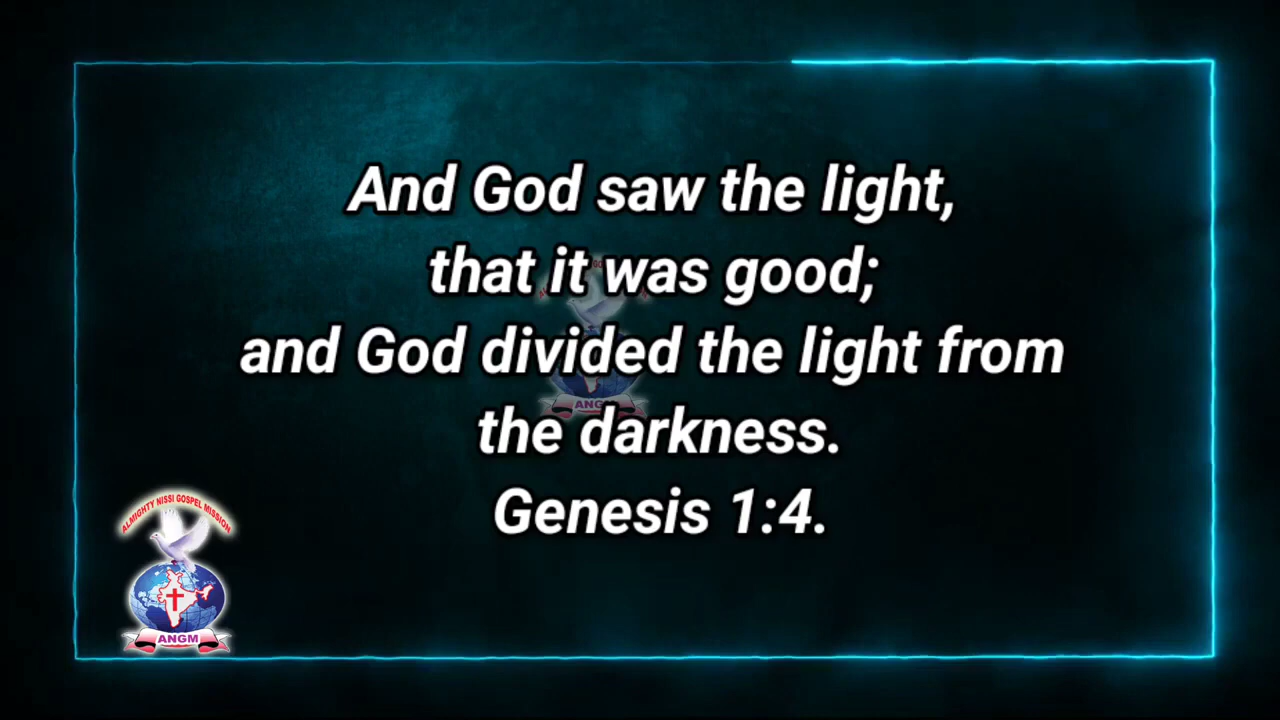 And God saw the light,
that it was good;
and God divided the light from
the darkness.
Genesis 1:4.
ALMIGHTY NISSI GOSPEL MISSION
ANGM